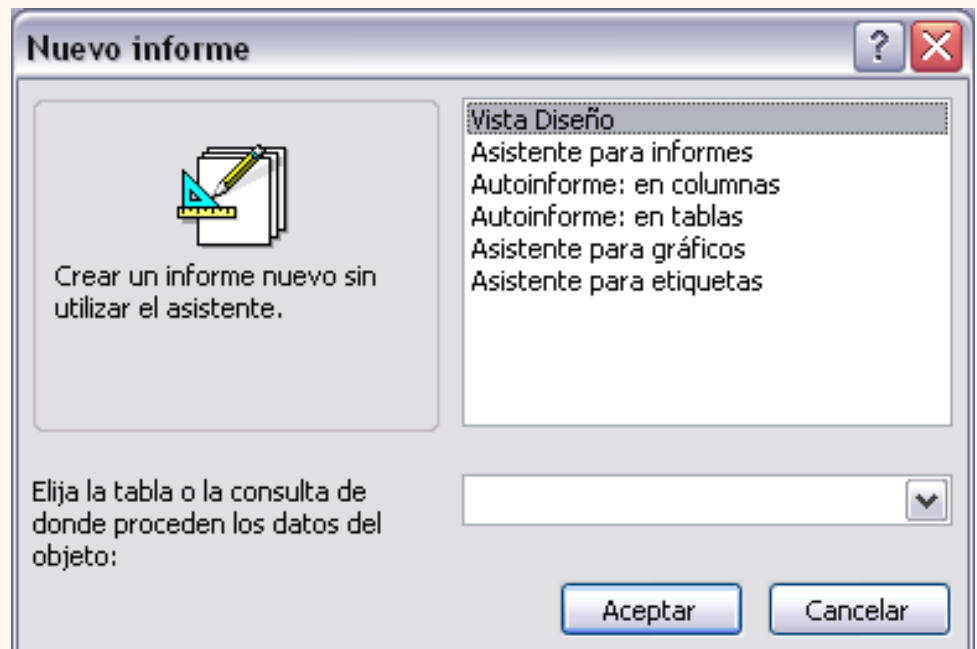 Nuevo informe
Vista Diseño
Asistente para informes
Autoinforme: en columnas
Autoinforme: en tablas
Asistente para gráficos
Asistente para etiquetas
Crear un informe nuevo sin
utilizar el asistente.
Elija la tabla o la consulta de
donde proceden los datos del
objeto:
Aceptar
Cancelar